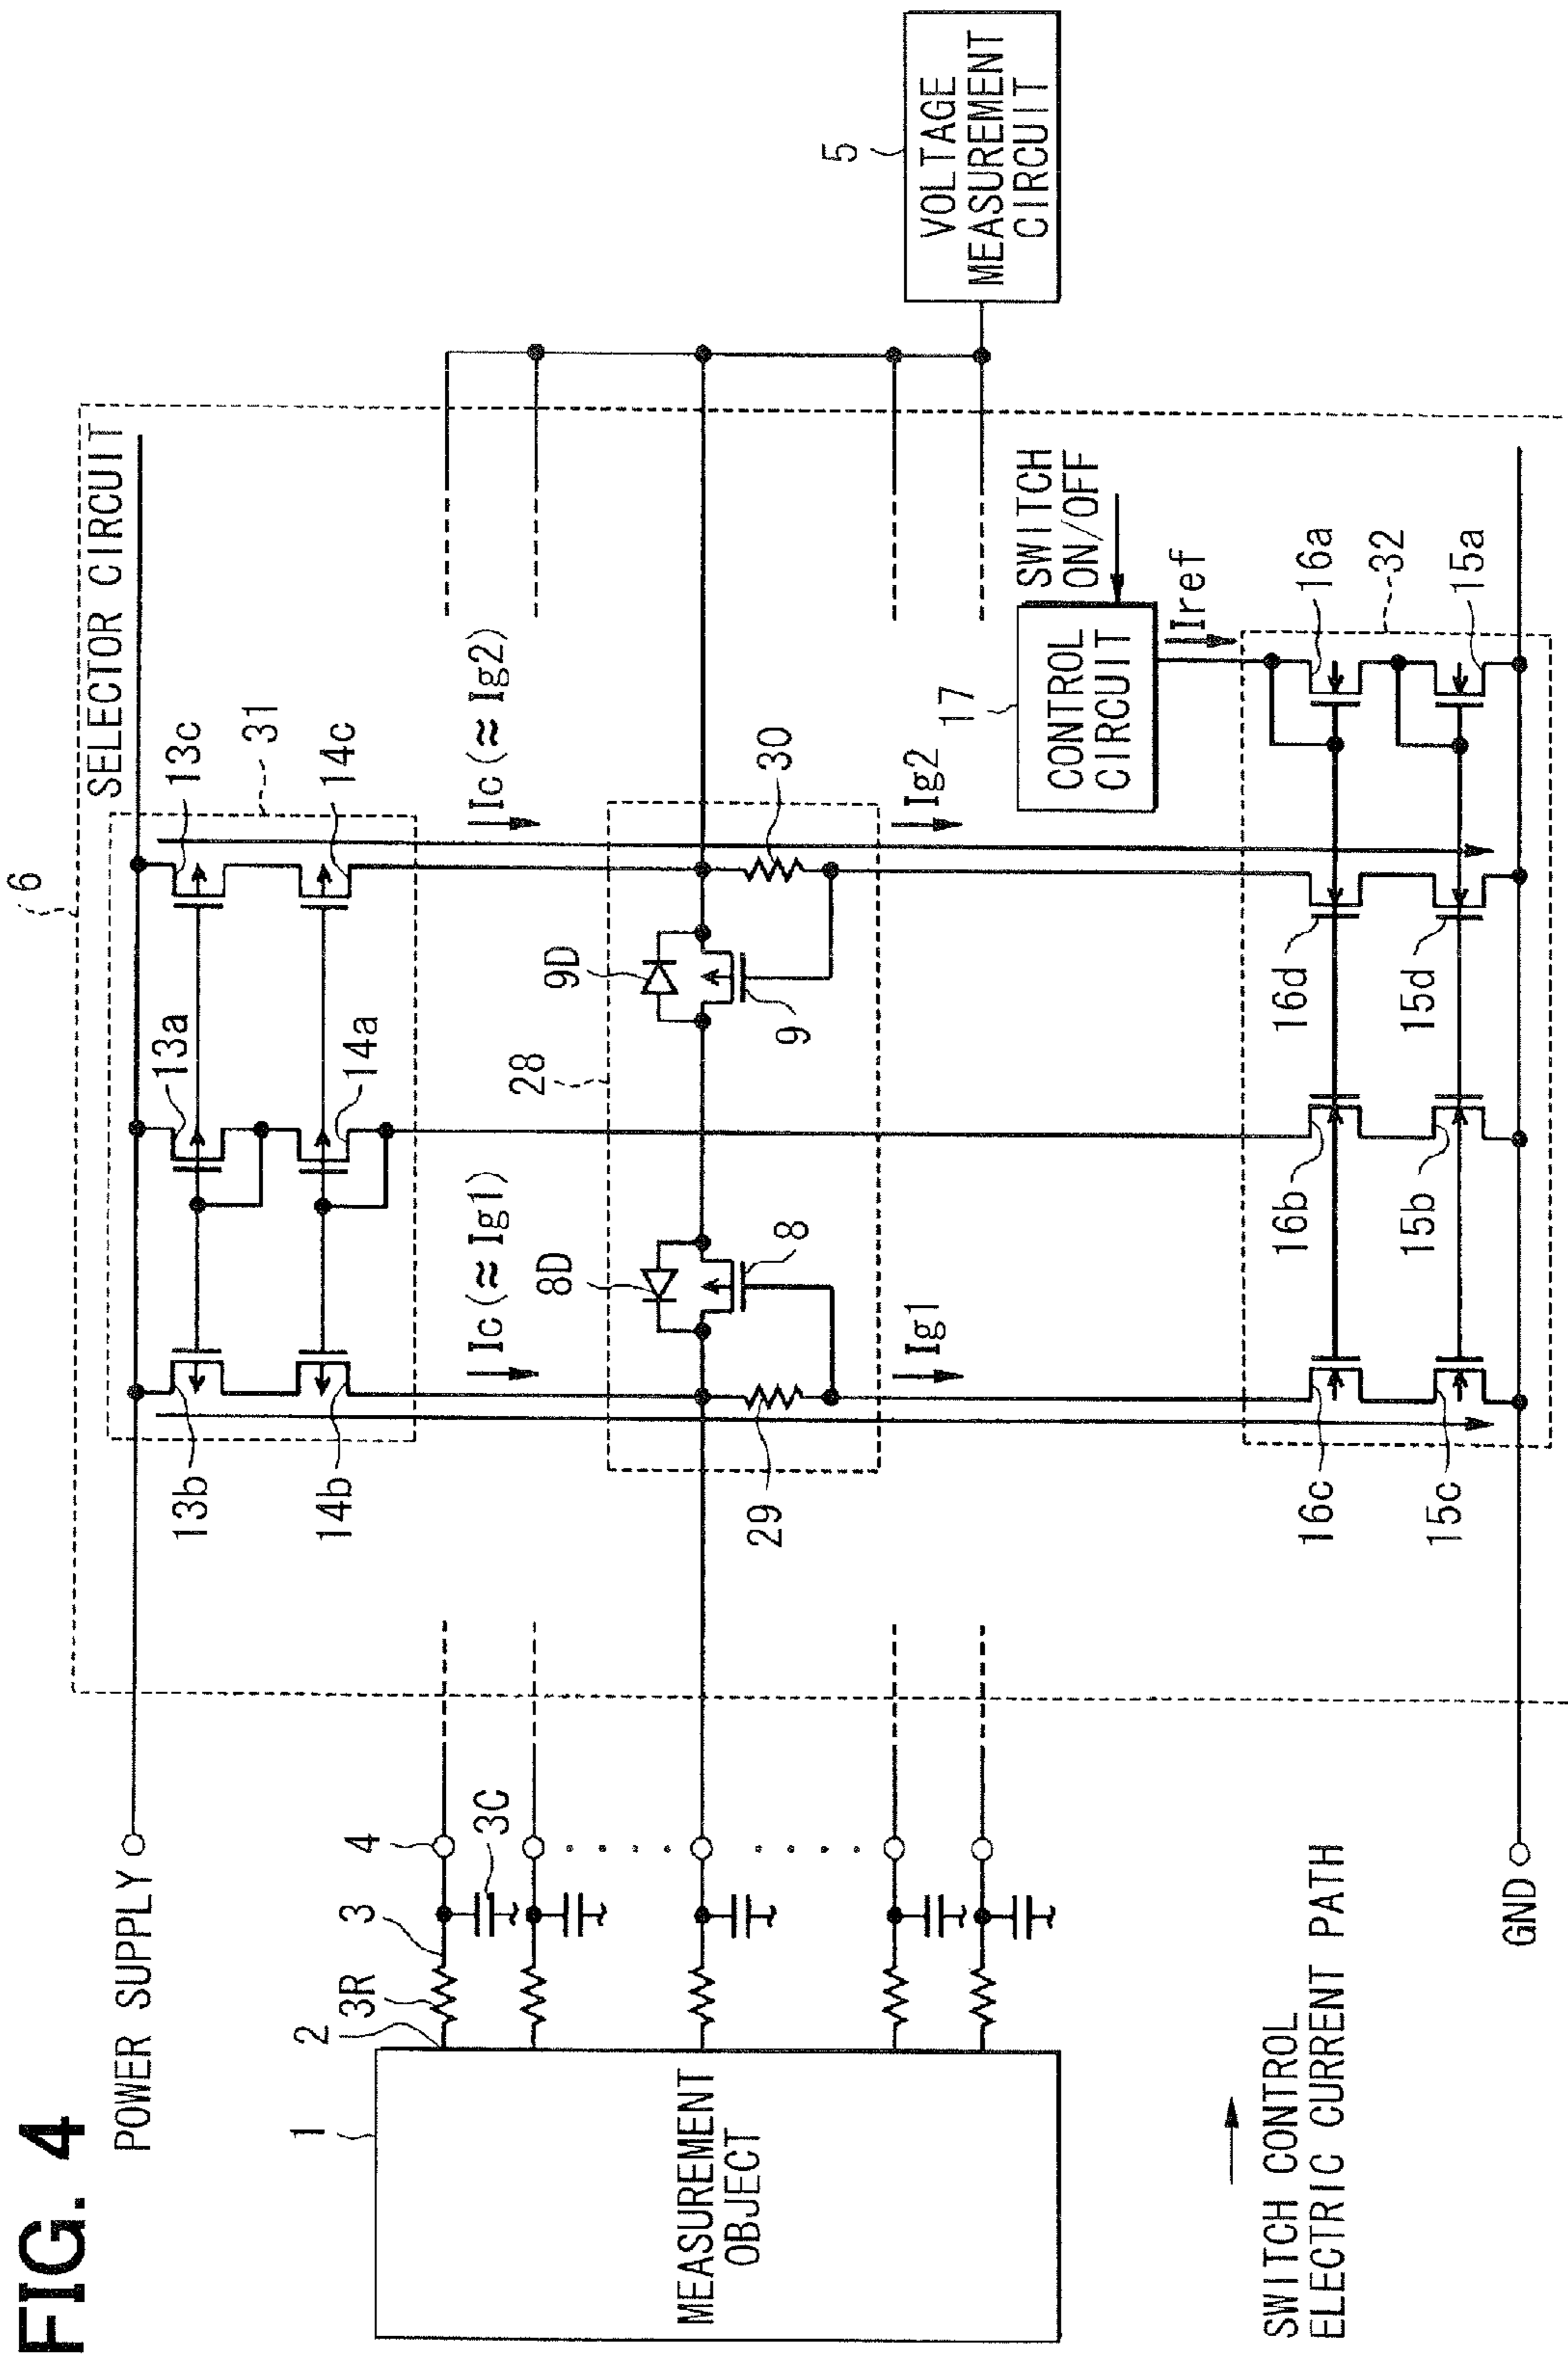 FIG. 4
6
POWER SUPPLY
SELECTOR CIRCUIT
13b
13a
13c
31
14b
14a
14c
Ic(≈Ig1)
Ic(≈Ig2)
1
2
3R
3
4
3C
MEASUREMENT
OBJECT
8D
28
9D
8
9
29
30
5
VOLTAGE
MEASUREMENT
CIRCUIT
Ig1
Ig2
17
CONTROL
CIRCUIT
SWITCH
ON/OFF
Iref
16c
16b
16d
16a
32
15c
15b
15d
15a
SWITCH CONTROL
ELECTRIC CURRENT PATH
GND